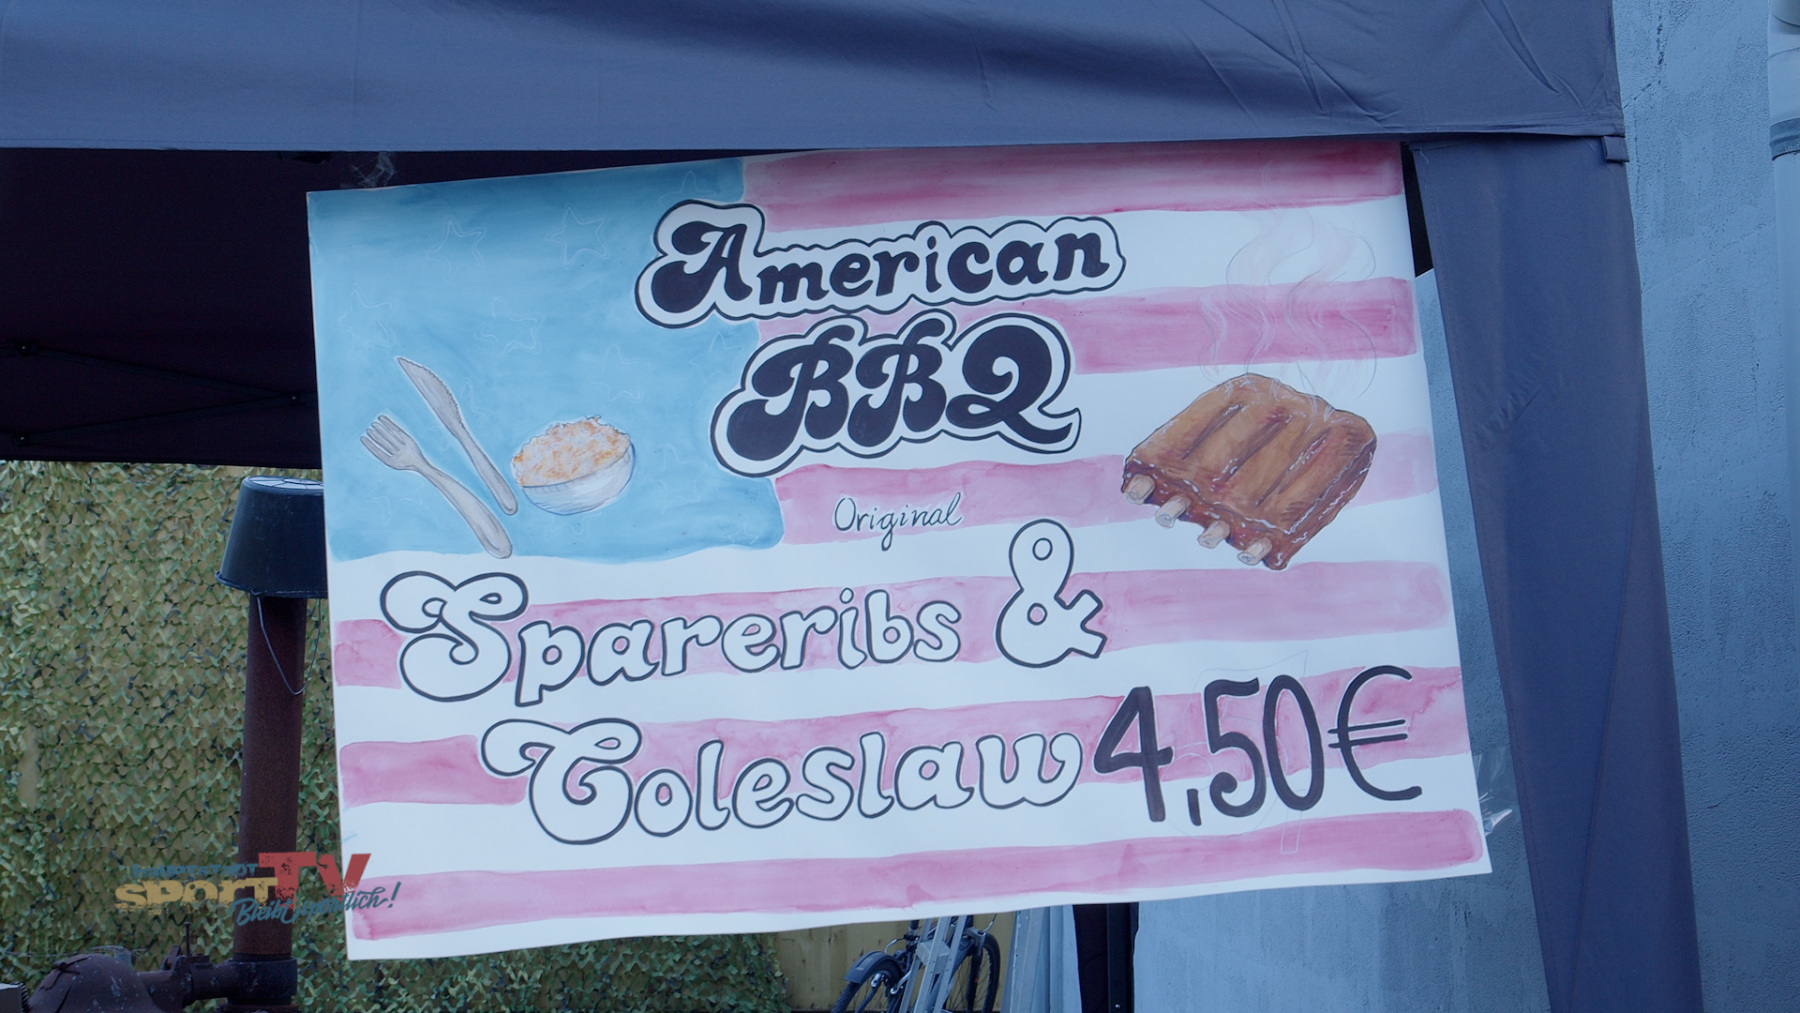 American
BBQ
Original
Spareribs &
Coleslaw 4,50€
SPORT TV